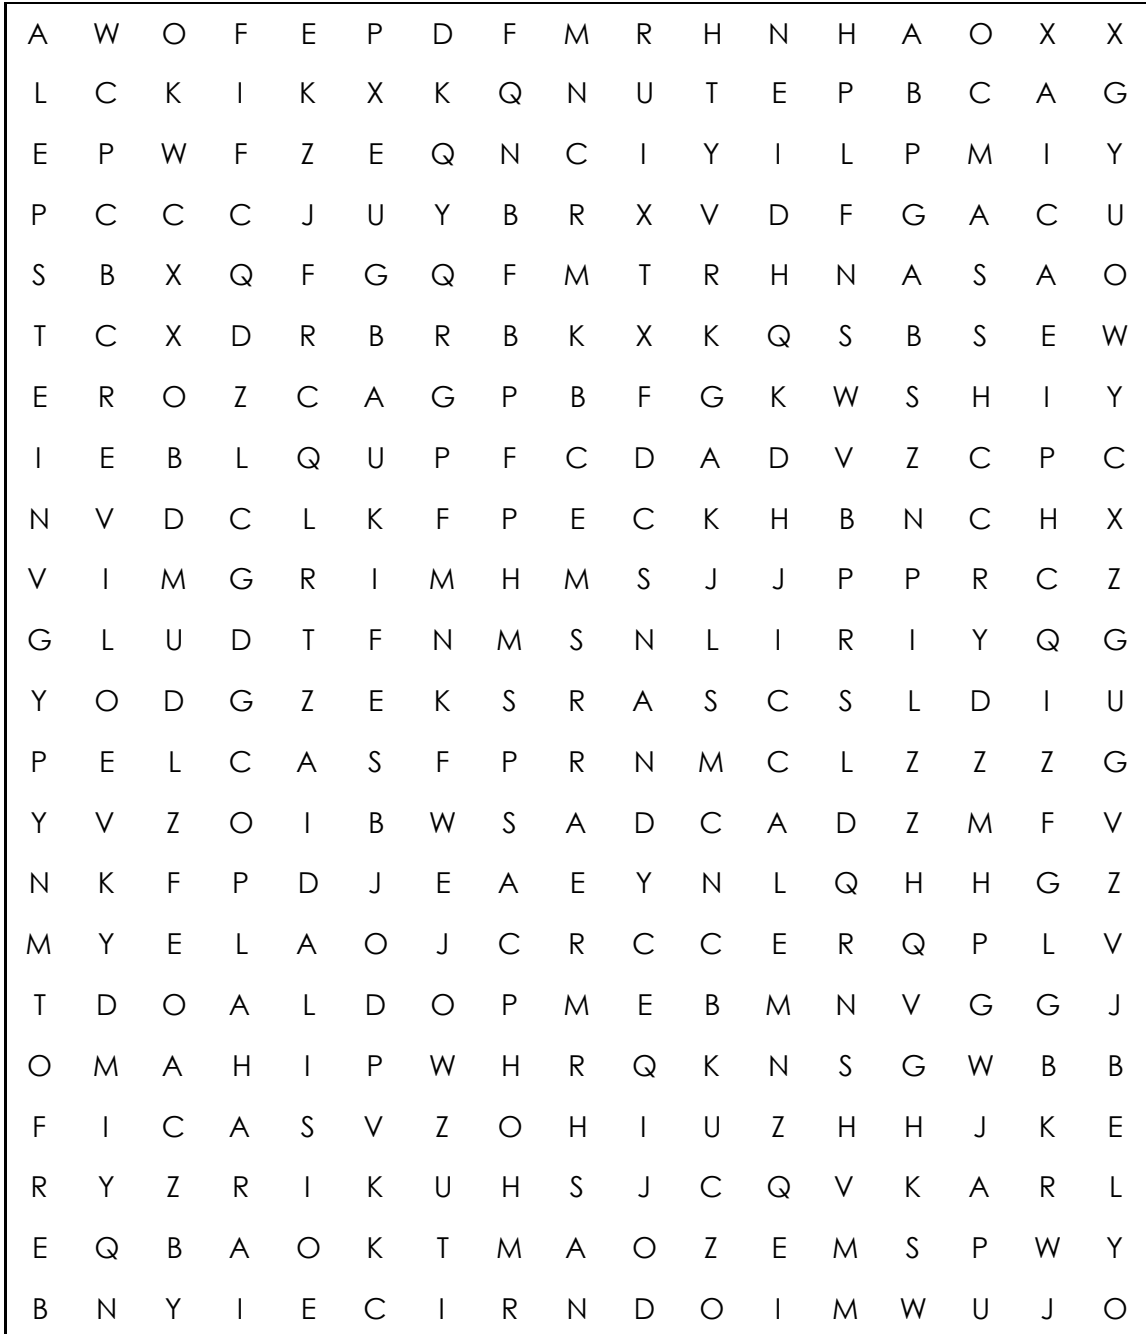 A W O F E P D F M R H N H A O X X
L C K I K X K Q N U T E P B C A G
E P W F Z E Q N C I Y I L P M I Y
P C C C J U Y B R X V D F G A C U
S B X Q F G Q F M T R H N A S A O
T C X D R B R B K X K Q S B S E W
E R O Z C A G P B F G K W S H I Y
I E B L Q U P F C D A D V Z C P C
N V D C L K F P E C K H B N C H X
V I M G R I M H M S J J P P R C Z
G L U D T F N M S N L I R I Y Q G
Y O D G Z E K S R A S C S L D I U
P E L C A S F P R N M C L Z Z Z G
Y V Z O I B W S A D C A D Z M F V
N K F P D J E A E Y N L Q H H G Z
M Y E L A O J C R C C E R Q P L V
T D O A L D O P M E B M N V G G J
O M A H I P W H R Q K N S G W B B
F I C A S V Z O H I U Z H H J K E
R Y Z R I K U H S J C Q V K A R L
E Q B A O K T M A O Z E M S P W Y
B N Y I E C I R N D O I M W U J O